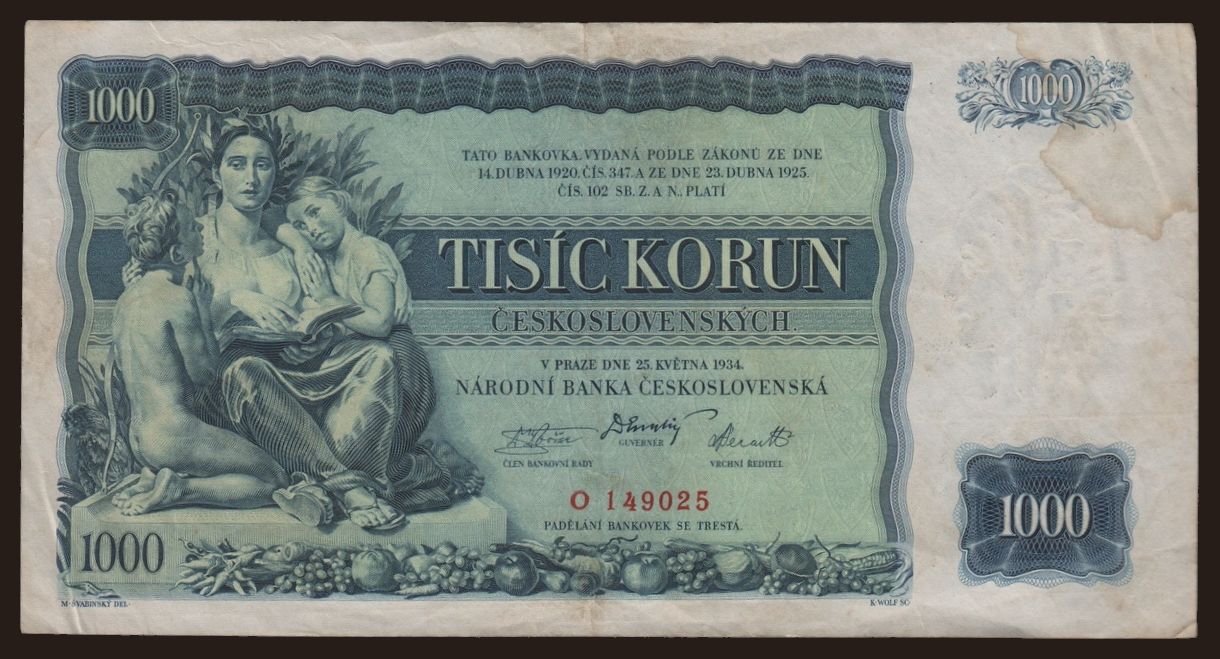 1000
1000
TATO BANKOVKA, VYDANÁ PODLE ZÁKONŮ ZE DNE
14. DUBNA 1920, ČÍS. 347. A ZE DNE 23. DUBNA 1925.
ČÍS. 102 SB. Z. A N., PLATÍ
TISÍC KORUN
ČESKOSLOVENSKÝCH.
V PRAZE DNE 25. KVĚTNA 1934.
NÁRODNÍ BANKA ČESKOSLOVENSKÁ
ČLEN BANKOVNÍ RADY
GUVERNÉR
VRCHNÍ ŘEDITEL
O 149025
PADĚLÁNÍ BANKOVEK SE TRESTÁ.
1000
1000
M·ŠVABINSKÝ DEL·
K·WOLF SC·